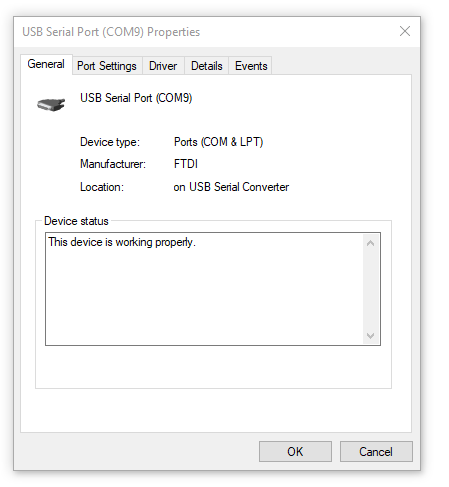 USB Serial Port (COM9) Properties
General Port Settings Driver Details Events
USB Serial Port (COM9)
Device type: Ports (COM & LPT)
Manufacturer: FTDI
Location: on USB Serial Converter
Device status
This device is working properly.
OK Cancel